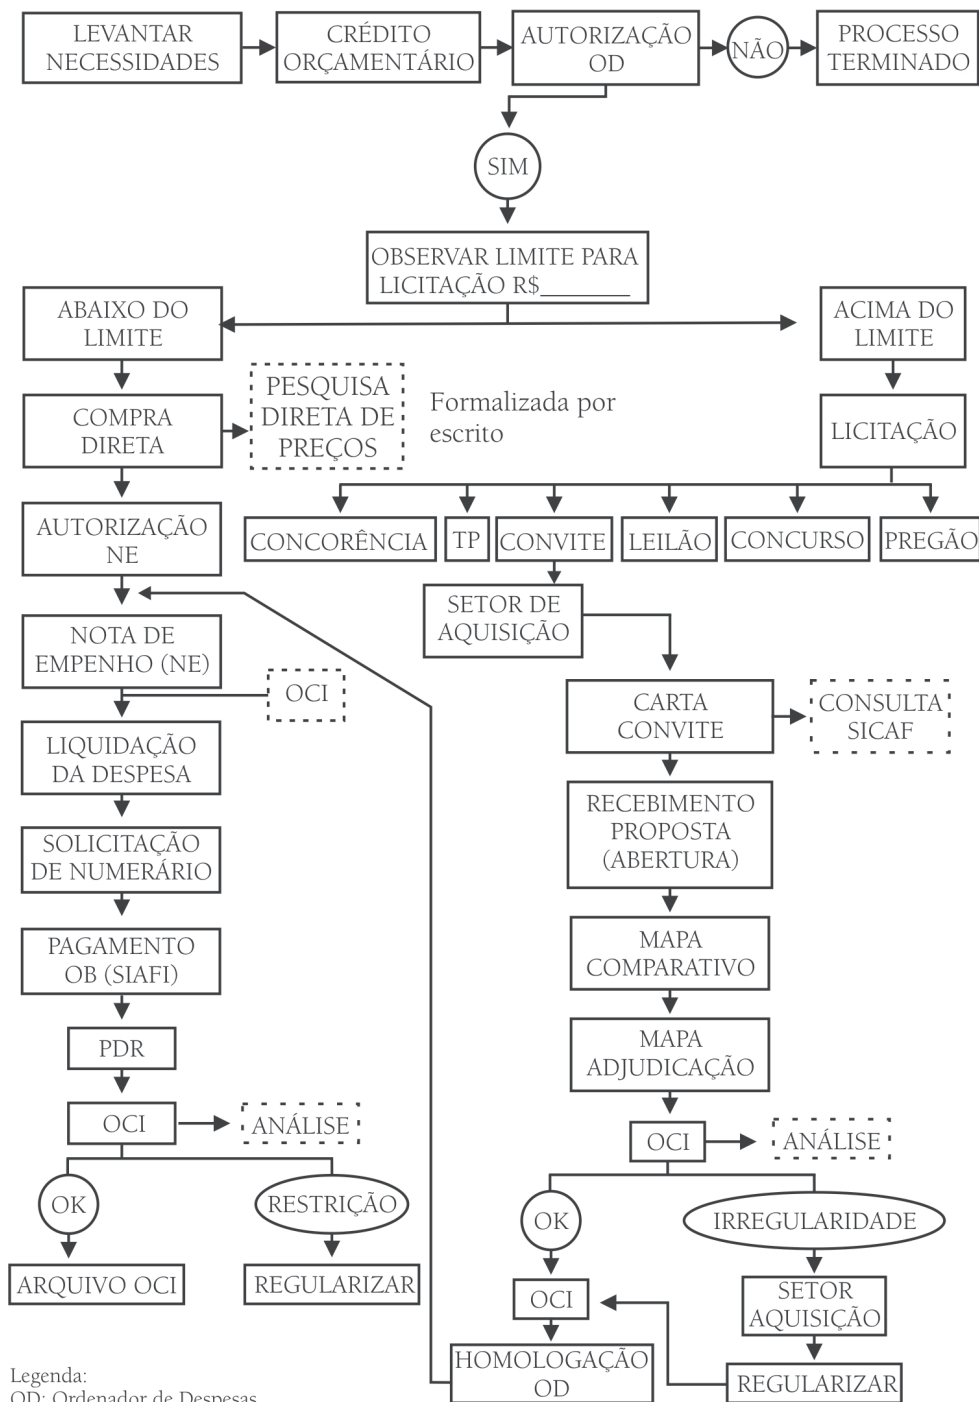 LEVANTAR
NECESSIDADES
CRÉDITO
ORÇAMENTÁRIO
AUTORIZAÇÃO
OD
NÃO
PROCESSO
TERMINADO
SIM
OBSERVAR LIMITE PARA
LICITAÇÃO R$________
ABAIXO DO
LIMITE
ACIMA DO
LIMITE
COMPRA
DIRETA
PESQUISA
DIRETA DE
PREÇOS
Formalizada por
escrito
LICITAÇÃO
AUTORIZAÇÃO
NE
CONCORÊNCIA
TP
CONVITE
LEILÃO
CONCURSO
PREGÃO
SETOR DE
AQUISIÇÃO
NOTA DE
EMPENHO (NE)
OCI
CARTA
CONVITE
CONSULTA
SICAF
LIQUIDAÇÃO
DA DESPESA
RECEBIMENTO
PROPOSTA
(ABERTURA)
SOLICITAÇÃO
DE NUMERÁRIO
PAGAMENTO
OB (SIAFI)
MAPA
COMPARATIVO
PDR
MAPA
ADJUDICAÇÃO
OCI
ANÁLISE
OCI
ANÁLISE
OK
RESTRIÇÃO
OK
IRREGULARIDADE
ARQUIVO OCI
REGULARIZAR
OCI
SETOR
AQUISIÇÃO
HOMOLOGAÇÃO
OD
REGULARIZAR
Legenda:
OD: Ordenador de Despesas